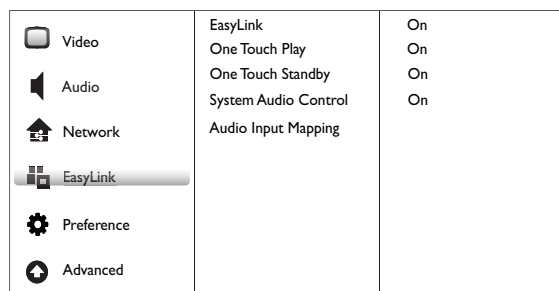 Video
Audio
Network
EasyLink
Preference
Advanced
EasyLink On
One Touch Play On
One Touch Standby On
System Audio Control On
Audio Input Mapping